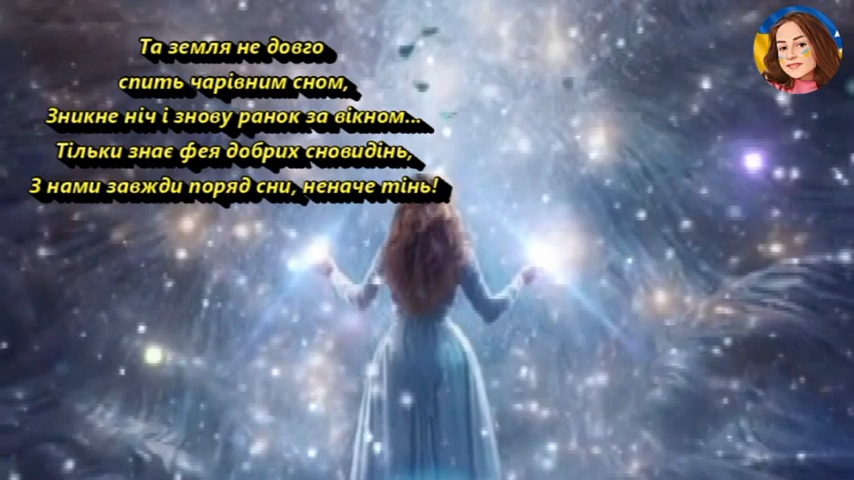 Та земля не довго
спить чарівним сном,
Зникне ніч і знову ранок за вікном...
Тільки знає фея добрих сновидінь,
З нами завжди поряд сни, неначе тінь!